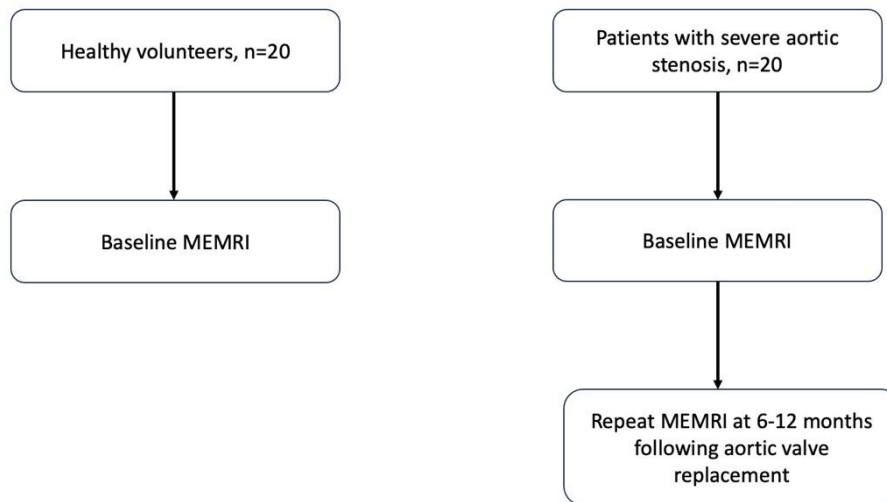 Healthy volunteers, n=20
Patients with severe aortic
stenosis, n=20
Baseline MEMRI
Baseline MEMRI
Repeat MEMRI at 6-12 months
following aortic valve
replacement